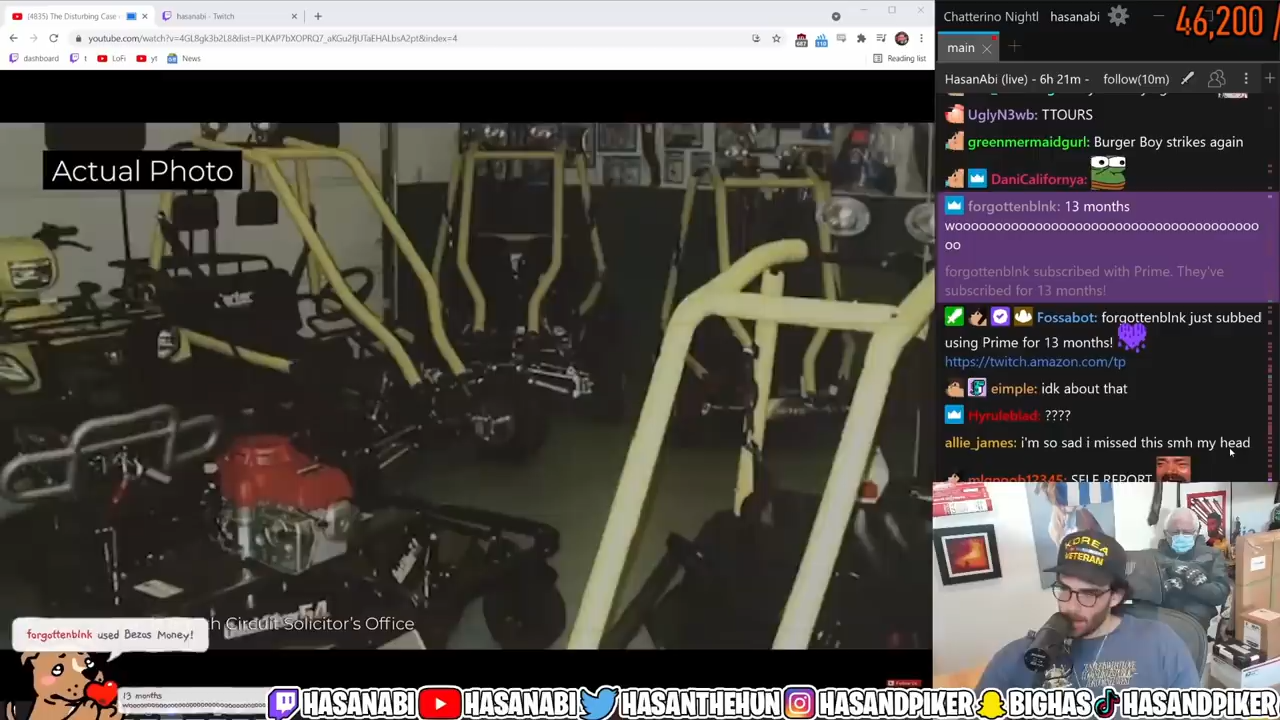 (4835) The Disturbing Case
hasanabi - Twitch
youtube.com/watch?v=4GL8gk3b2L8&list=PLKAP7bXOPRQ7_aKGu2fJUTaEHALbsA2pt&index=4
dashboard
t
LoFi
yt
News
Reading list
Actual Photo
Circuit Solicitor's Office
forgottenblnk used Bezos Money!
13 months
Chatterino Nightl
hasanabi
46,200 /
main
HasanAbi (live) - 6h 21m -
follow(10m)
UglyN3wb: TTOURS
greenmermaidgurl: Burger Boy strikes again
DaniCalifornya:
forgottenblnk: 13 months
wooooooooooooooooooooooooooooooooooooooo
oo
forgottenblnk subscribed with Prime. They've
subscribed for 13 months!
Fossabot: forgottenblnk just subbed
using Prime for 13 months!
https://twitch.amazon.com/tp
eimple: idk about that
Hyruleblad: ????
allie_james: i'm so sad i missed this smh my head
mlgnoob12345: SELF REPORT
KOREA
VETERAN
HASANABI
HASANABI
HASANTHEHUN
HASANDPIKER
BIGHAS
HASANDPIKER